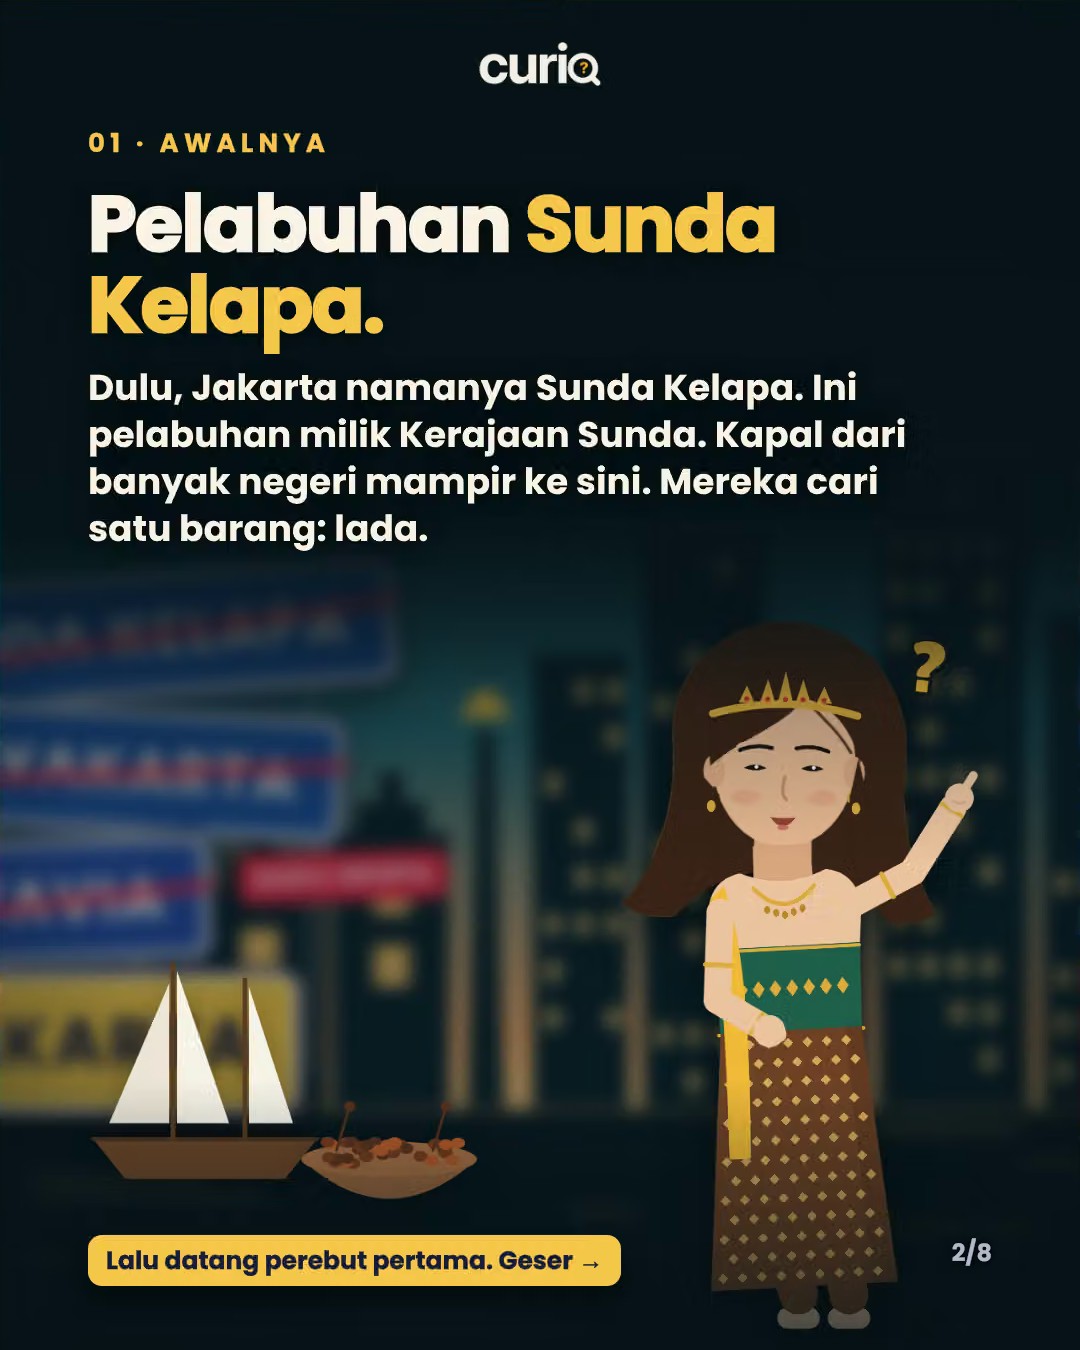 curiq
01 · AWALNYA
Pelabuhan Sunda
Kelapa.
Dulu, Jakarta namanya Sunda Kelapa. Ini
pelabuhan milik Kerajaan Sunda. Kapal dari
banyak negeri mampir ke sini. Mereka cari
satu barang: lada.
?
Lalu datang perebut pertama. Geser →
2/8